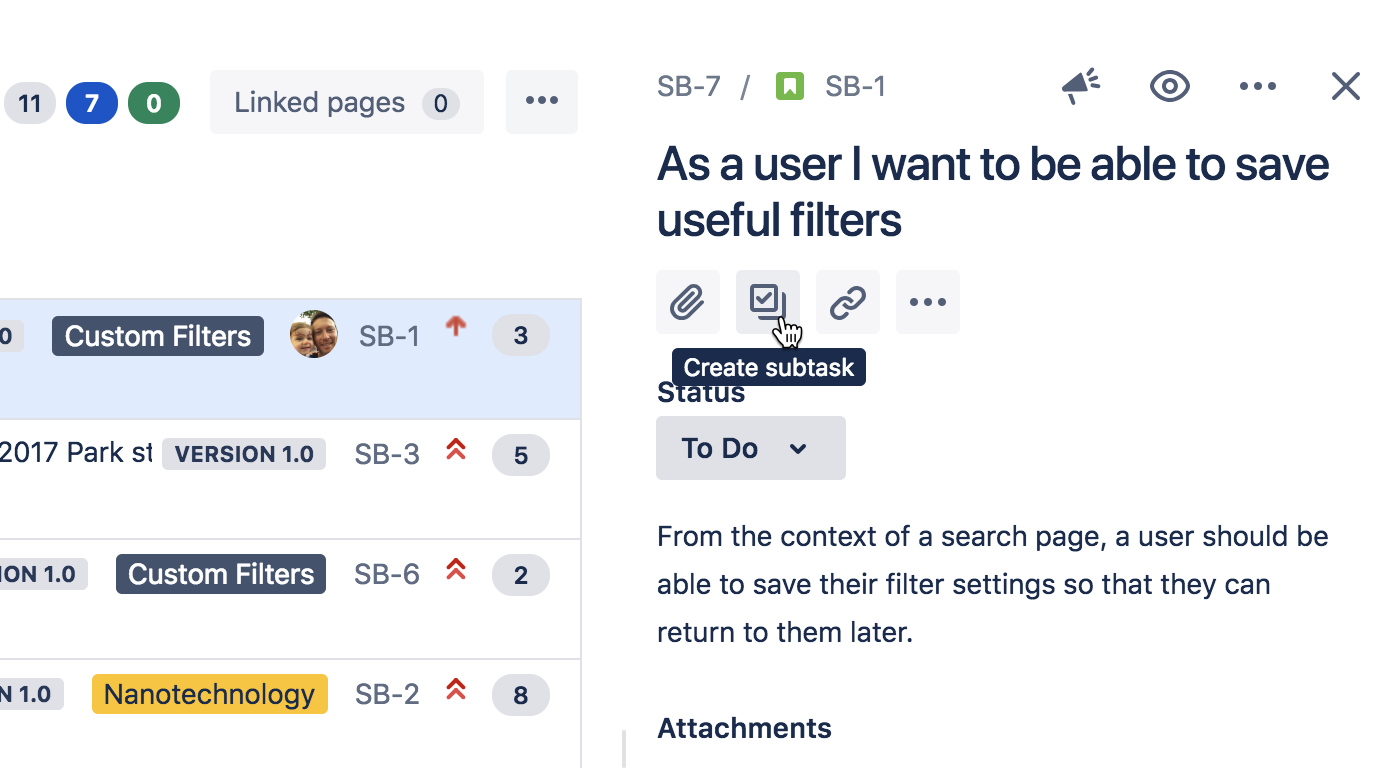 11 7 0 Linked pages 0
0 Custom Filters SB-1 3
2017 Park st VERSION 1.0 SB-3 5
ION 1.0 Custom Filters SB-6 2
N 1.0 Nanotechnology SB-2 8
SB-7 / SB-1
As a user I want to be able to save
useful filters
Create subtask
Status
To Do
From the context of a search page, a user should be
able to save their filter settings so that they can
return to them later.
Attachments